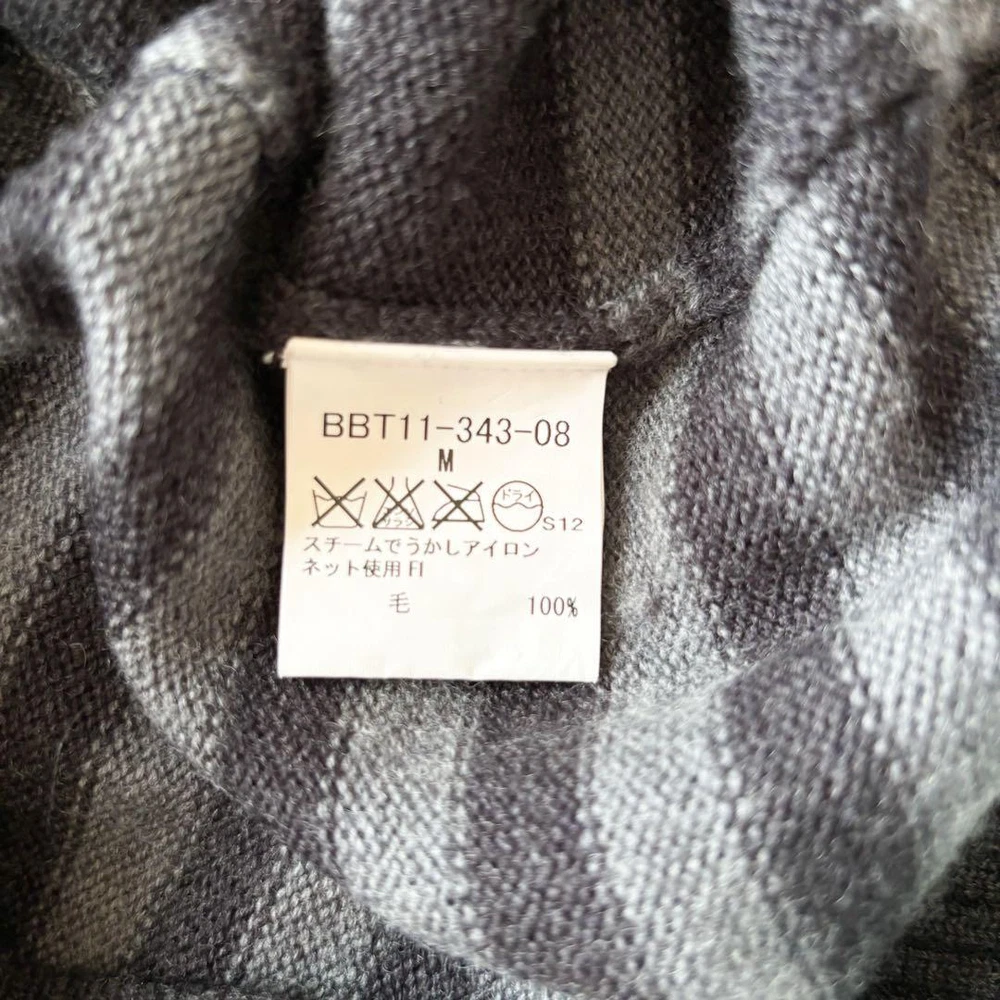 BBT11-343-08
M
ドライ S12
スチームでうかしアイロン
ネット使用 FI
毛 100%